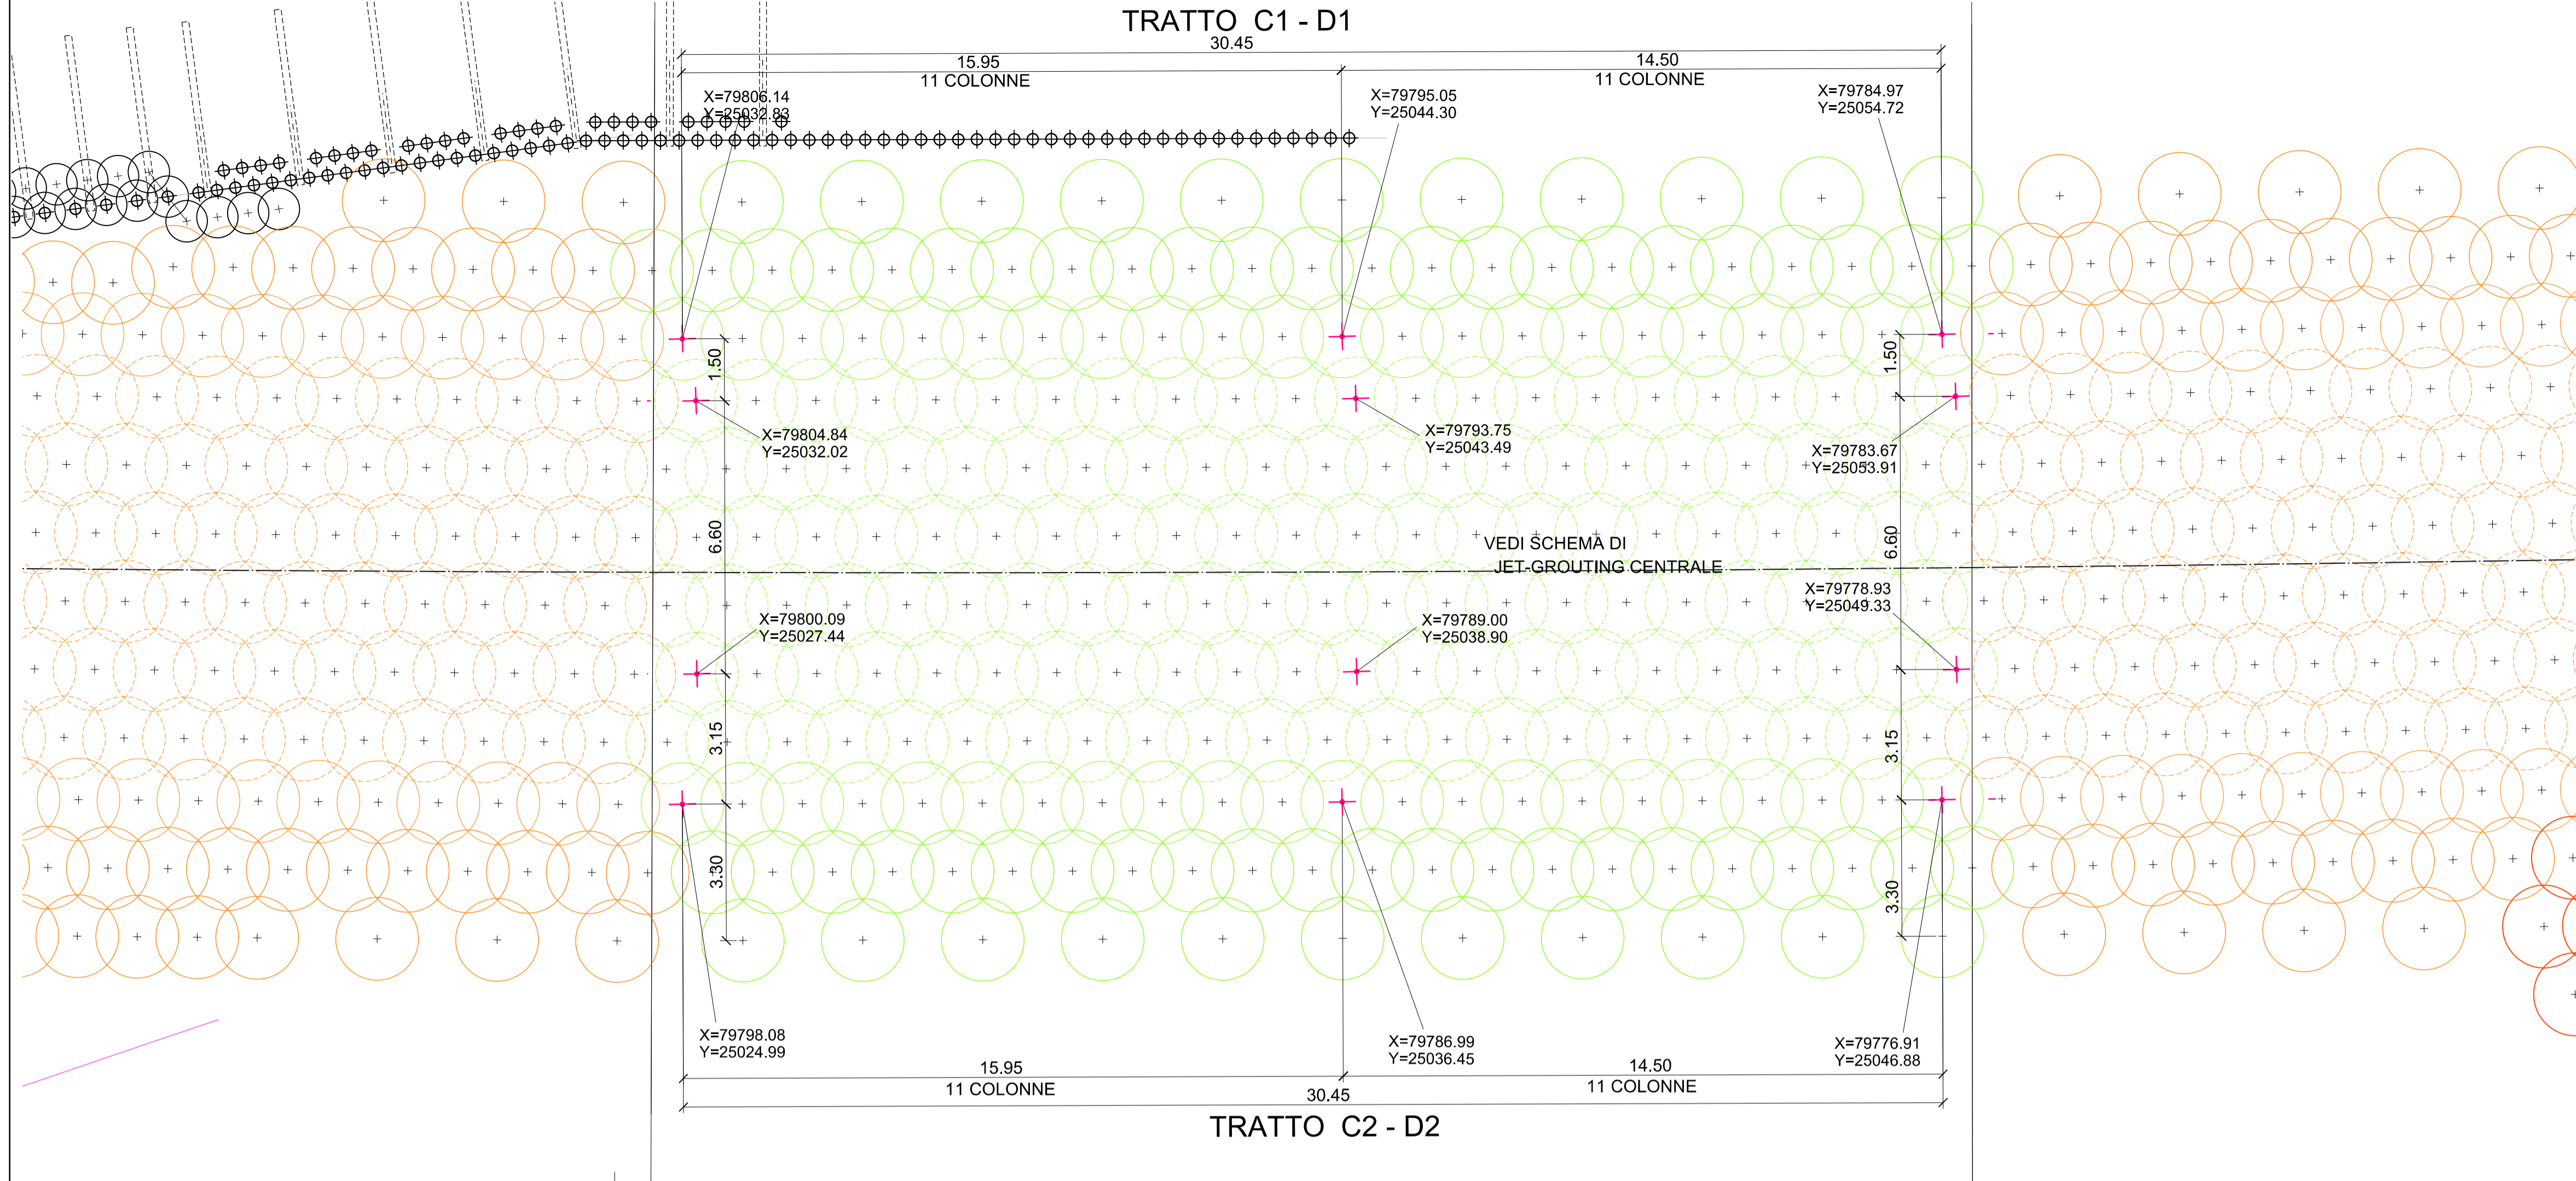 TRATTO C1 - D1
30.45
15.95
14.50
11 COLONNE
11 COLONNE
X=79806.14
Y=25032.83
X=79795.05
Y=25044.30
X=79784.97
Y=25054.72
1.50
1.50
X=79804.84
Y=25032.02
X=79793.75
Y=25043.49
X=79783.67
Y=25053.91
6.60
6.60
VEDI SCHEMA DI
JET-GROUTING CENTRALE
X=79800.09
Y=25027.44
X=79789.00
Y=25038.90
X=79778.93
Y=25049.33
3.15
3.15
3.30
3.30
X=79798.08
Y=25024.99
X=79786.99
Y=25036.45
X=79776.91
Y=25046.88
15.95
14.50
11 COLONNE
11 COLONNE
30.45
TRATTO C2 - D2